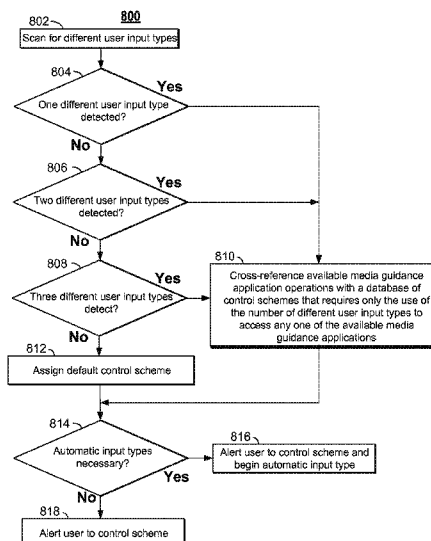 800
802
Scan for different user input types
804
Yes
One different user input type
detected?
No
806
Yes
Two different user input types
detected?
No
808
Yes
Three different user input types
detect?
No
810
Cross-reference available media guidance
application operations with a database of
control schemes that requires only the use of
the number of different user input types to
access any one of the available media
guidance applications
812
Assign default control scheme
814
Automatic input types
necessary?
Yes
816
Alert user to control scheme and
begin automatic input type
No
818
Alert user to control scheme